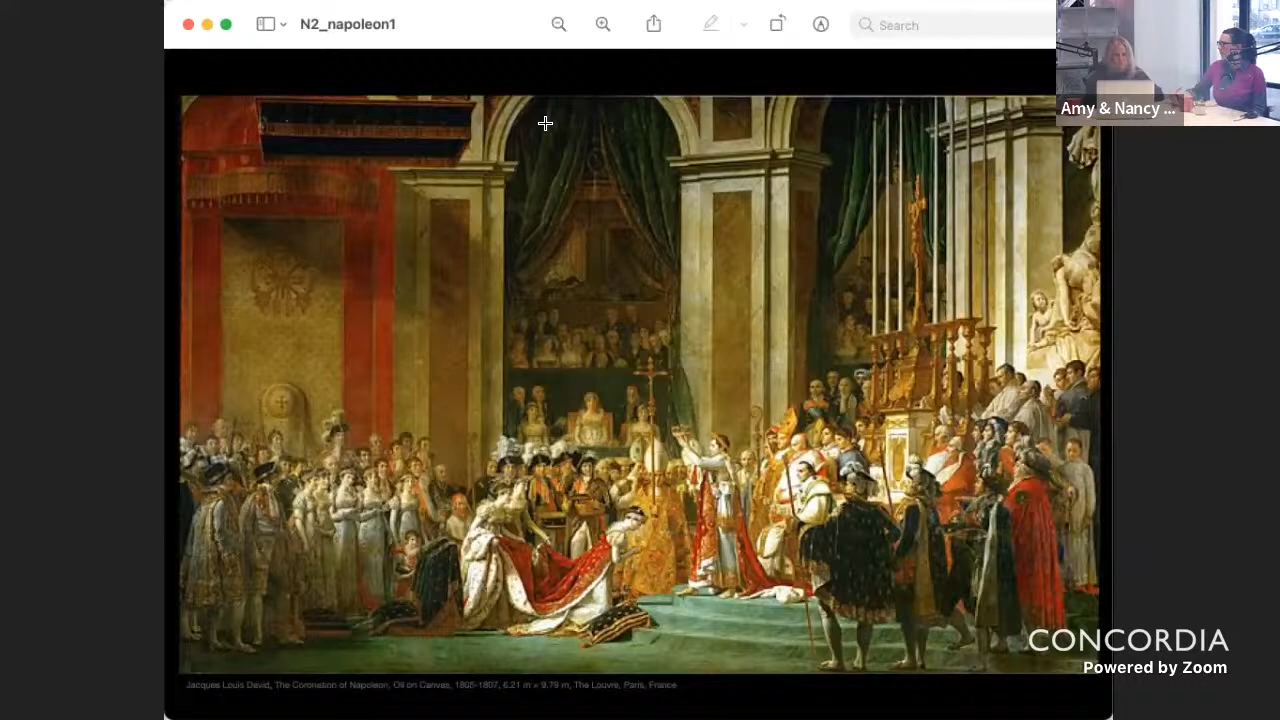 N2_napoleon1
Search
Amy & Nancy ...
CONCORDIA
Powered by Zoom
Jacques Louis David, The Coronation of Napoleon, Oil on Canvas, 1805-1807, 6.21 m × 9.79 m, The Louvre, Paris, France